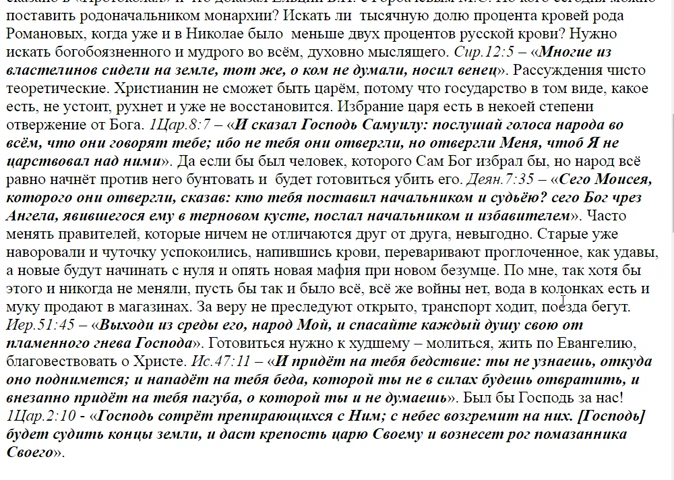 поставить родоначальником монархии? Искать ли тысячную долю процента кровей рода
Романовых, когда уже и в Николае было меньше двух процентов русской крови? Нужно
искать богобоязненного и мудрого во всём, духовно мыслящего. Сир.12:5 – «Многие из
властелинов сидели на земле, тот же, о ком не думали, носил венец». Рассуждения чисто
теоретические. Христианин не сможет быть царём, потому что государство в том виде, какое
есть, не устоит, рухнет и уже не восстановится. Избрание царя есть в некоей степени
отвержение от Бога. 1Цар.8:7 – «И сказал Господь Самуилу: послушай голоса народа во
всём, что они говорят тебе; ибо не тебя они отвергли, но отвергли Меня, чтоб Я не
царствовал над ними». Да если бы был человек, которого Сам Бог избрал бы, но народ всё
равно начнёт против него бунтовать и будет готовиться убить его. Деян.7:35 – «Сего Моисея,
которого они отвергли, сказав: кто тебя поставил начальником и судьёю? сего Бог чрез
Ангела, явившегося ему в терновом кусте, послал начальником и избавителем». Часто
менять правителей, которые ничем не отличаются друг от друга, невыгодно. Старые уже
наворовали и чуточку успокоились, напившись крови, переваривают проглоченное, как удавы,
а новые будут начинать с нуля и опять новая мафия при новом безумце. По мне, так хотя бы
этого и никогда не меняли, пусть бы так и было всё, всё же войны нет, вода в колонках есть и
муку продают в магазинах. За веру не преследуют открыто, транспорт ходит, поезда бегут.
Иер.51:45 – «Выходи из среды его, народ Мой, и спасайте каждый душу свою от
пламенного гнева Господа». Готовиться нужно к худшему – молиться, жить по Евангелию,
благовествовать о Христе. Ис.47:11 – «И придёт на тебя бедствие: ты не узнаешь, откуда
оно поднимется; и нападёт на тебя беда, которой ты не в силах будешь отвратить, и
внезапно придёт на тебя пагуба, о которой ты и не думаешь». Был бы Господь за нас!
1Цар.2:10 - «Господь сотрёт препирающихся с Ним; с небес возгремит на них. [Господь]
будет судить концы земли, и даст крепость царю Своему и вознесет рог помазанника
Своего».